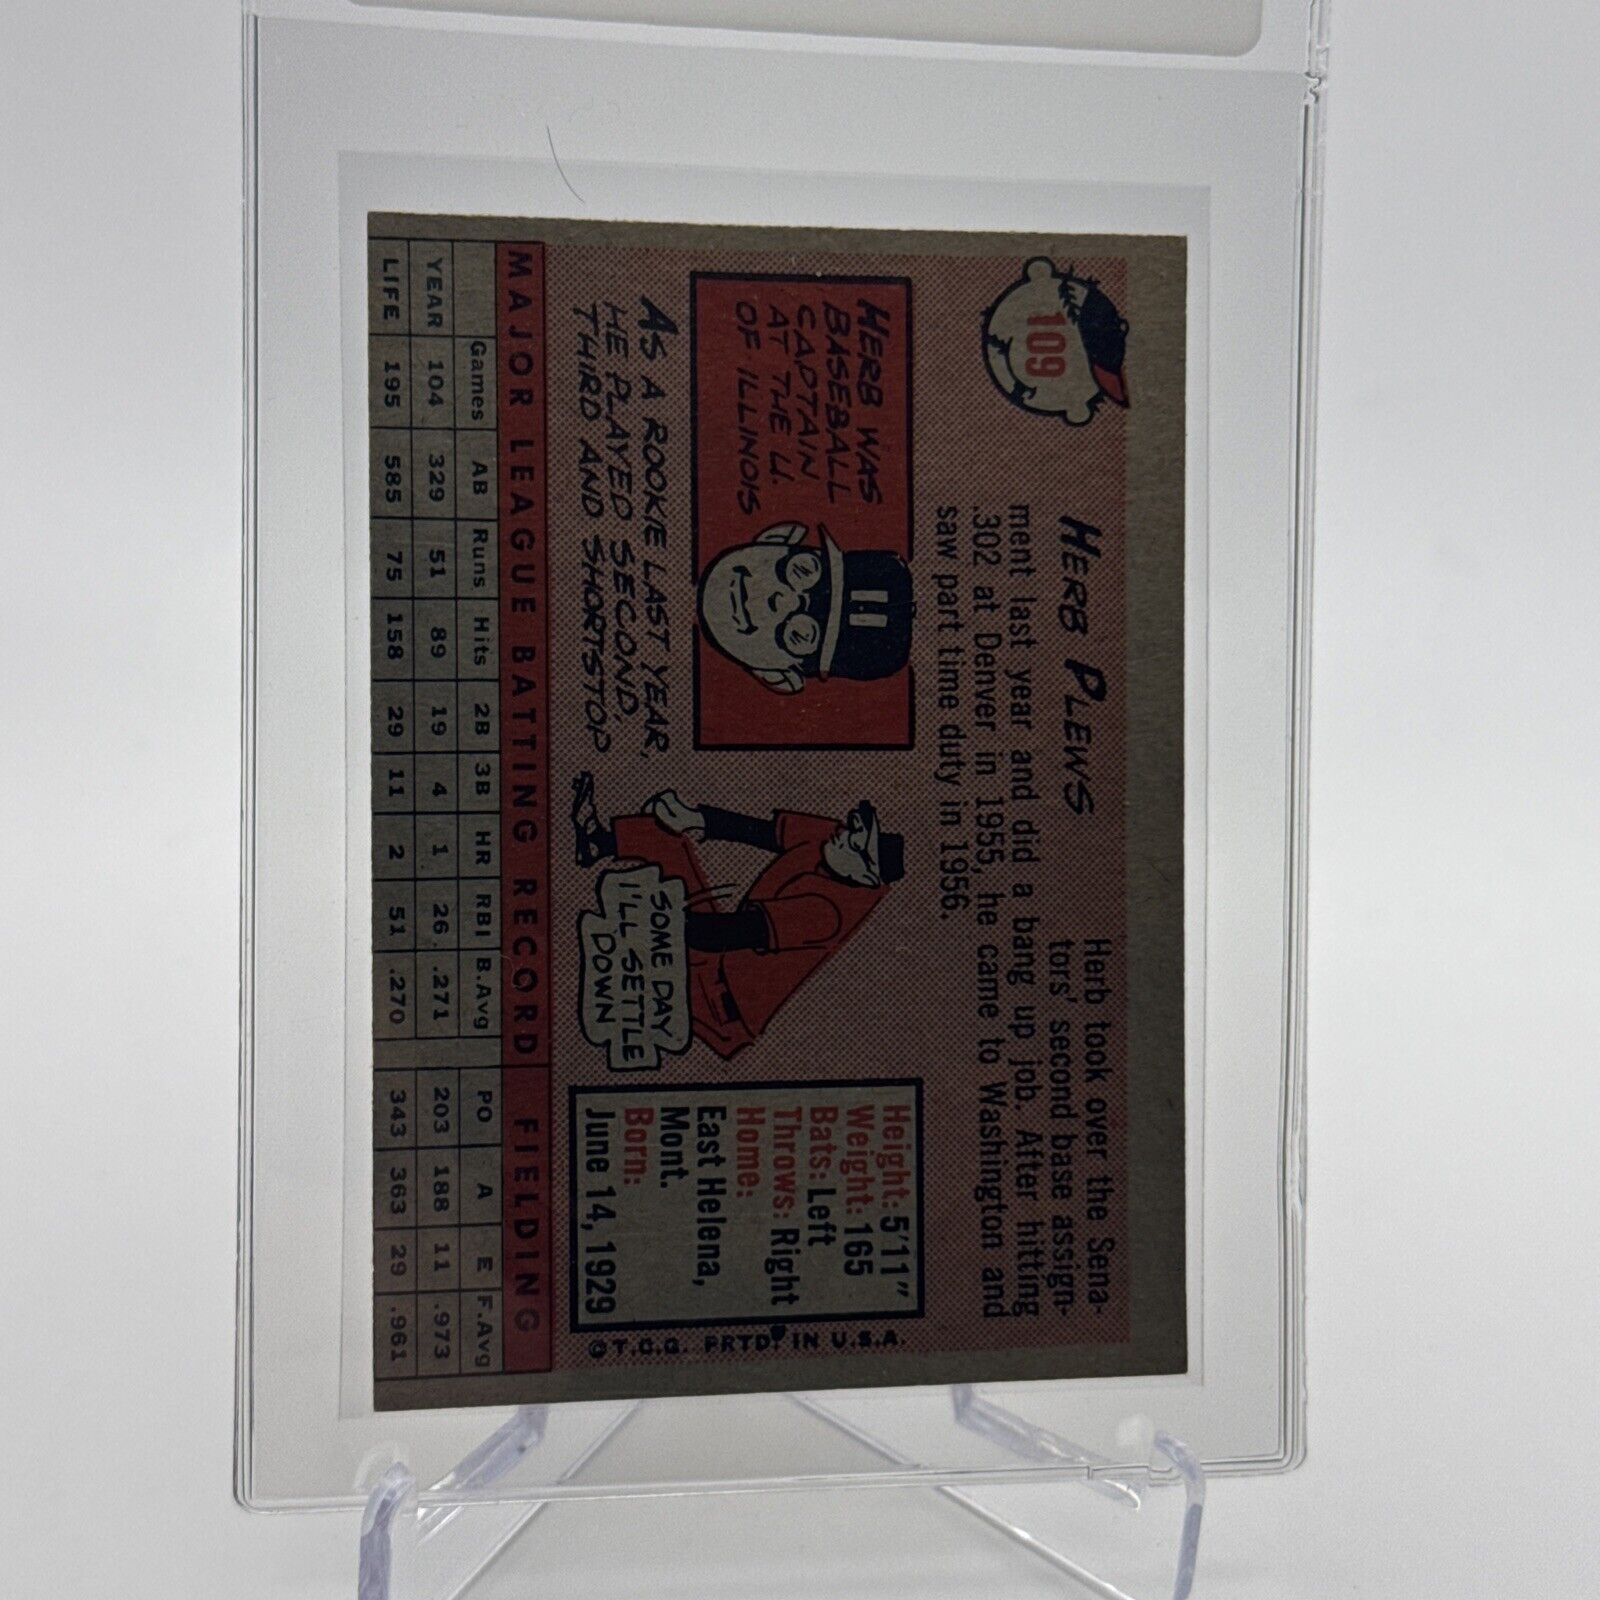 109
HERB PLEWS
Herb took over the Sena-
tors' second base assign-
ment last year and did a bang up job. After hitting
.302 at Denver in 1955, he came to Washington and
saw part time duty in 1956.
HERB WAS
BASEBALL
CAPTAIN
AT THE U.
OF ILLINOIS
AS A ROOKIE LAST YEAR,
HE PLAYED SECOND,
THIRD AND SHORTSTOP
SOME DAY
I'LL SETTLE
DOWN
Height: 5'11"
Weight: 165
Bats: Left
Throws: Right
Home:
East Helena,
Mont.
Born:
June 14, 1929
©T.C.G. PRTD. IN U.S.A.
MAJOR LEAGUE BATTING RECORD FIELDING
Games AB Runs Hits 2B 3B HR RBI B.Avg PO A E F.Avg
YEAR 104 329 51 89 19 4 1 26 .271 203 188 11 .973
LIFE 195 585 75 158 29 11 2 51 .270 343 363 29 .961